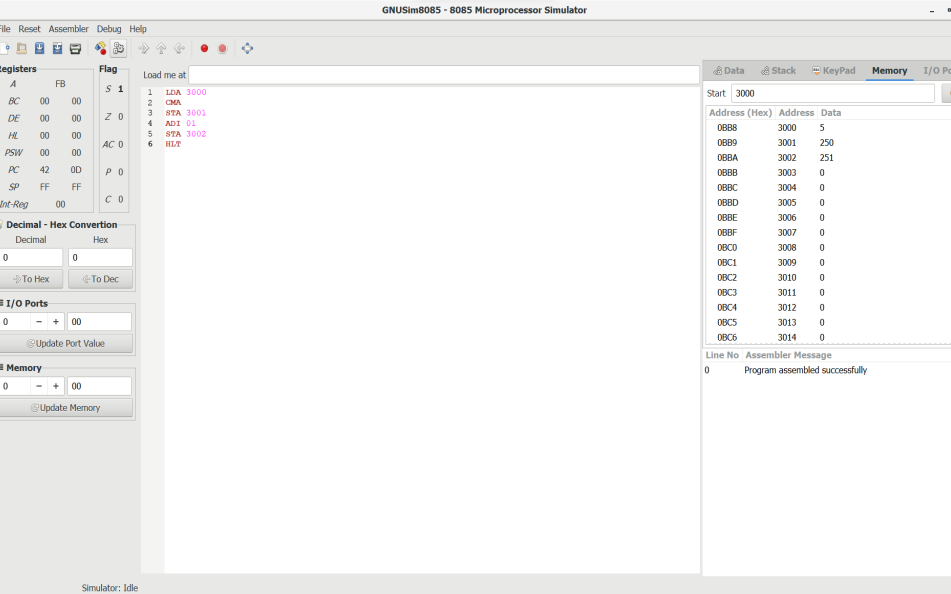 GNUSim8085 - 8085 Microprocessor Simulator
File Reset Assembler Debug Help
Registers
A FB
BC 00 00
DE 00 00
HL 00 00
PSW 00 00
PC 42 0D
SP FF FF
Int-Reg 00
Flag
S 1
Z 0
AC 0
P 0
C 0
Decimal - Hex Convertion
Decimal Hex
0 0
To Hex To Dec
I/O Ports
0 − + 00
Update Port Value
Memory
0 − + 00
Update Memory
Load me at
1 LDA 3000
2 CMA
3 STA 3001
4 ADI 01
5 STA 3002
6 HLT
Data Stack KeyPad Memory I/O Po
Start 3000
Address (Hex) Address Data
0BB8 3000 5
0BB9 3001 250
0BBA 3002 251
0BBB 3003 0
0BBC 3004 0
0BBD 3005 0
0BBE 3006 0
0BBF 3007 0
0BC0 3008 0
0BC1 3009 0
0BC2 3010 0
0BC3 3011 0
0BC4 3012 0
0BC5 3013 0
0BC6 3014 0
Line No Assembler Message
0 Program assembled successfully
Simulator: Idle